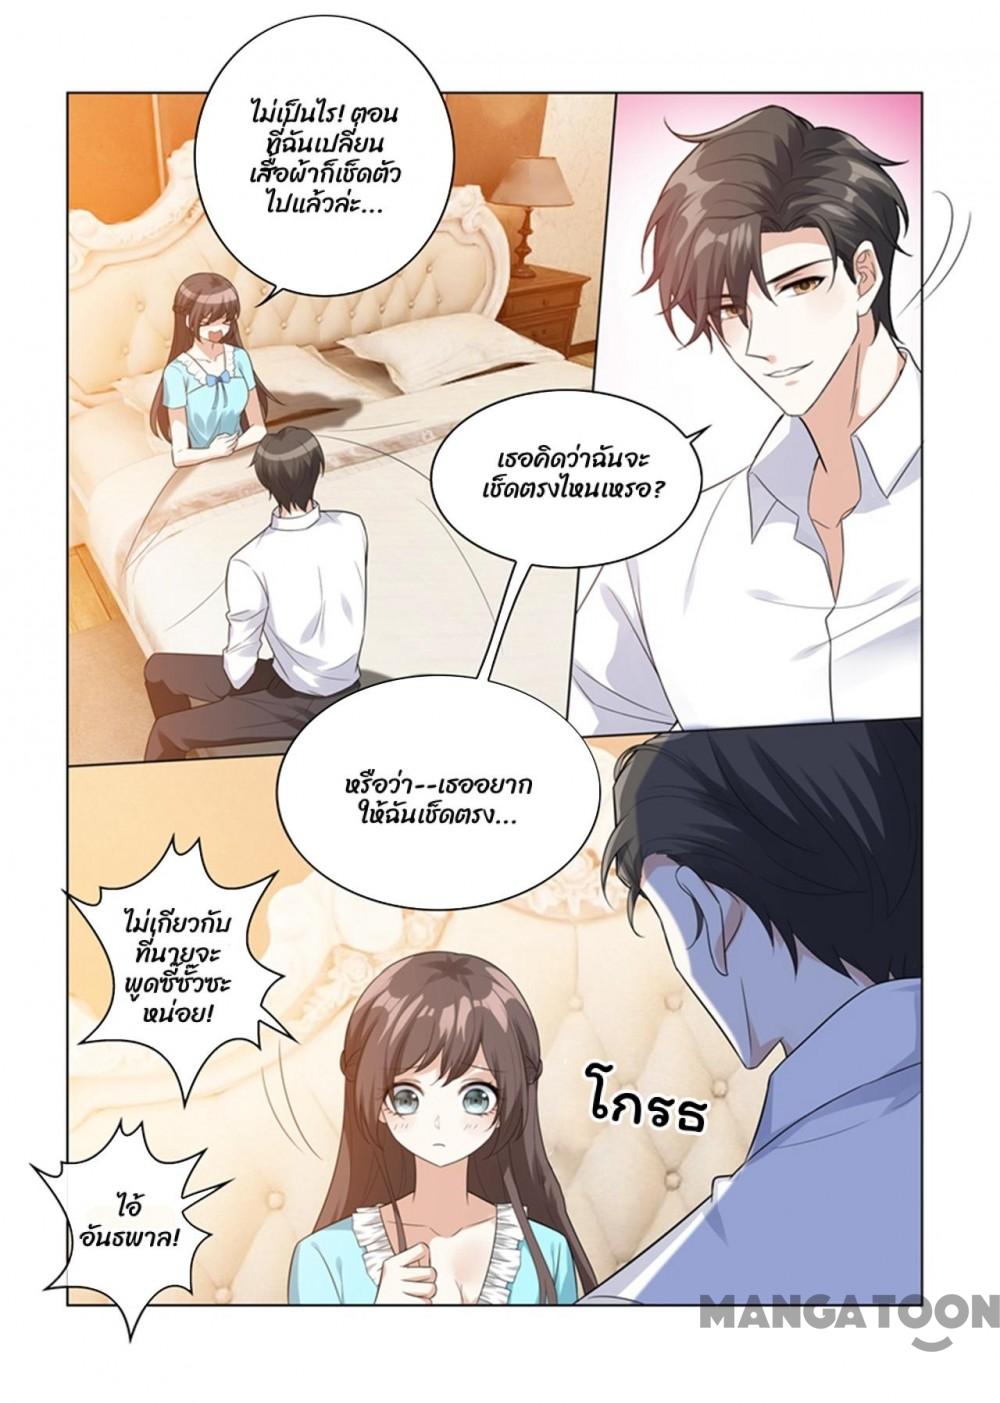 ไม่เป็นไร! ตอน
ที่ฉันเปลี่ยน
เสื้อผ้าก็เช็ดตัว
ไปแล้วล่ะ...
เธอคิดว่าฉันจะ
เช็ดตรงไหนเหรอ?
หรือว่า--เธออยาก
ให้ฉันเช็ดตรง...
ไม่เกียวกับ
ที่นายจะ
พูดซี้ซั้วซะ
หน่อย!
โกรธ
ไอ้
อันธพาล!
MANGATOON